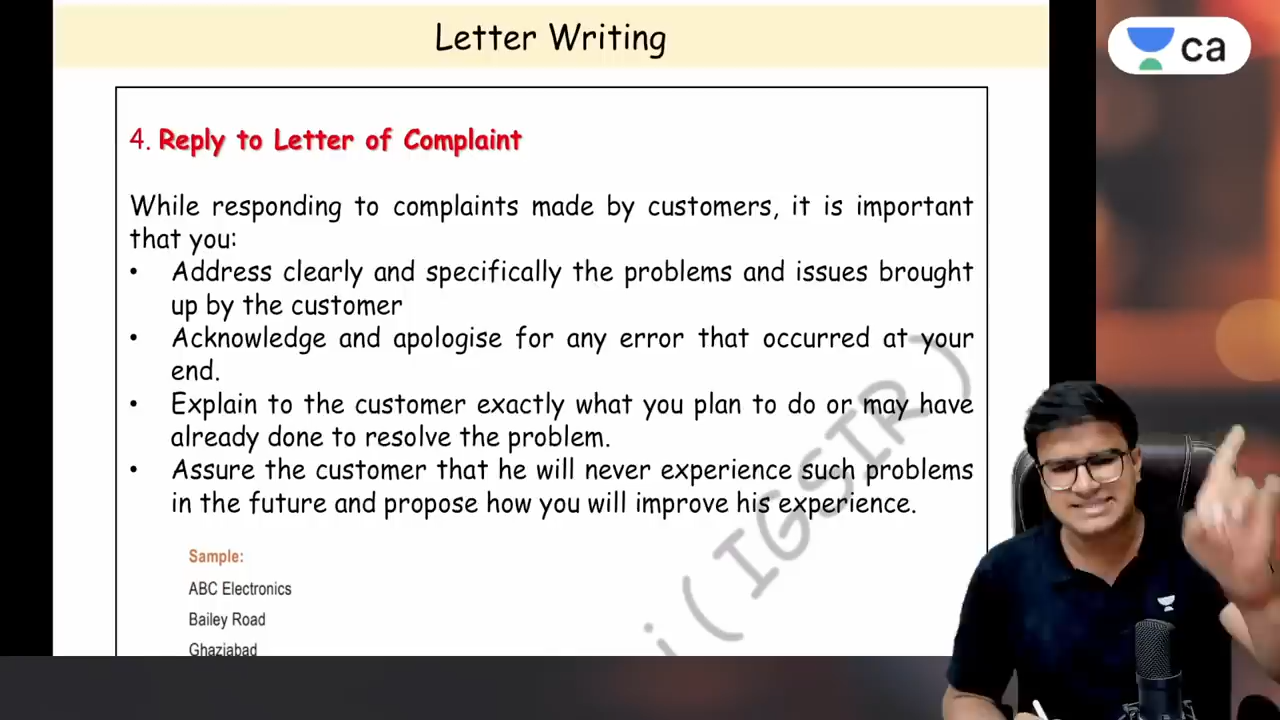 Letter Writing
ca
4. Reply to Letter of Complaint
While responding to complaints made by customers, it is important
that you:
• Address clearly and specifically the problems and issues brought
up by the customer
• Acknowledge and apologise for any error that occurred at your
end.
• Explain to the customer exactly what you plan to do or may have
already done to resolve the problem.
• Assure the customer that he will never experience such problems
in the future and propose how you will improve his experience.
Sample:
ABC Electronics
Bailey Road
Ghaziabad
i (IGSIR)